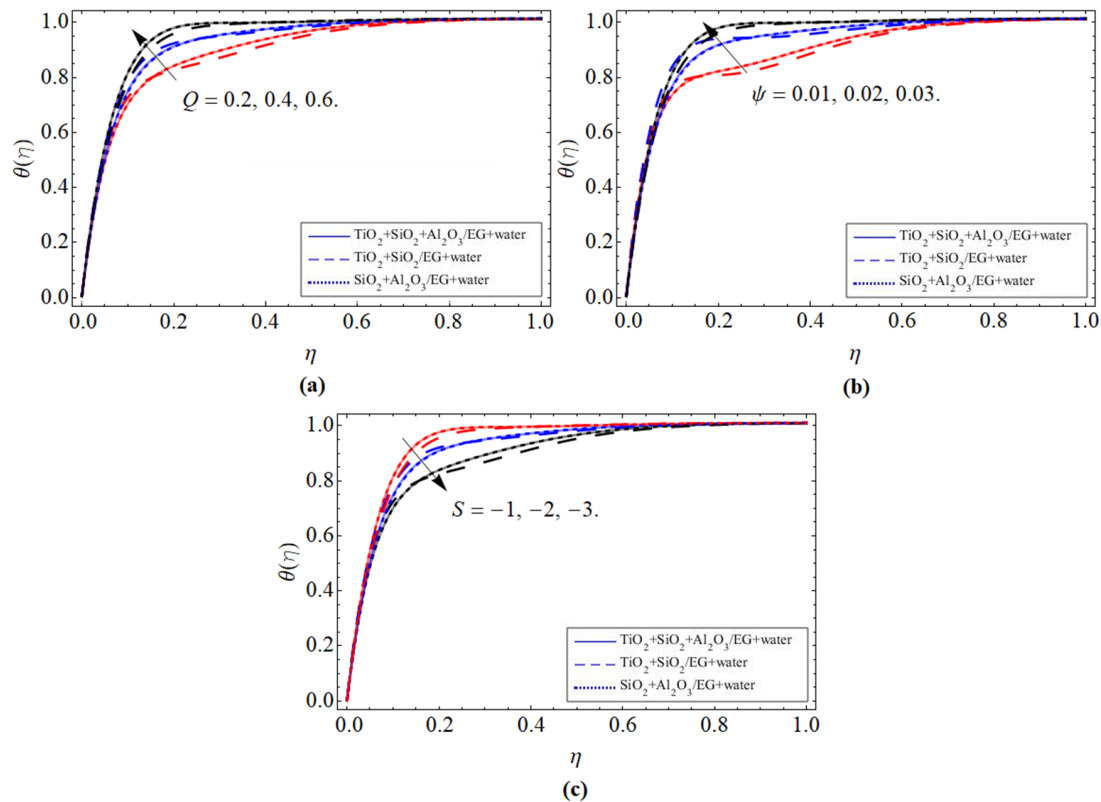 1.0
0.8
0.6
0.4
0.2
0.0
θ(η)
Q = 0.2, 0.4, 0.6.
TiO2+SiO2+Al2O3/EG+water
TiO2+SiO2/EG+water
SiO2+Al2O3/EG+water
0.0 0.2 0.4 0.6 0.8 1.0
η
(a)
1.0
0.8
0.6
0.4
0.2
0.0
θ(η)
ψ = 0.01, 0.02, 0.03.
TiO2+SiO2+Al2O3/EG+water
TiO2+SiO2/EG+water
SiO2+Al2O3/EG+water
0.0 0.2 0.4 0.6 0.8 1.0
η
(b)
1.0
0.8
0.6
0.4
0.2
0.0
θ(η)
S = −1, −2, −3.
TiO2+SiO2+Al2O3/EG+water
TiO2+SiO2/EG+water
SiO2+Al2O3/EG+water
0.0 0.2 0.4 0.6 0.8 1.0
η
(c)